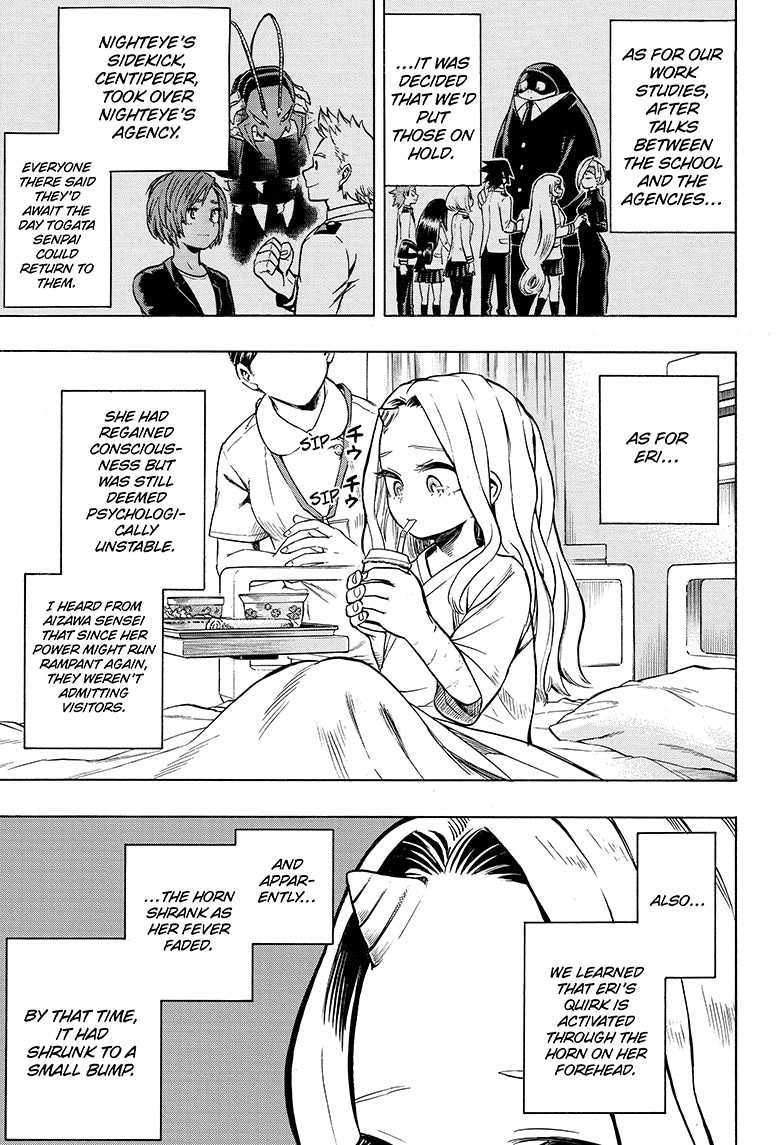 AS FOR OUR
WORK
STUDIES,
AFTER
TALKS
BETWEEN
THE SCHOOL
AND THE
AGENCIES...
...IT WAS
DECIDED
THAT WE'D
PUT
THOSE ON
HOLD.
NIGHTEYE'S
SIDEKICK,
CENTIPEDER,
TOOK OVER
NIGHTEYE'S
AGENCY.
EVERYONE
THERE SAID
THEY'D
AWAIT THE
DAY TOGATA
SENPAI
COULD
RETURN TO
THEM.
AS FOR
ERI...
SIP
チウ
SIP
チウ
SHE HAD
REGAINED
CONSCIOUS-
NESS BUT
WAS STILL
DEEMED
PSYCHOLOGI-
CALLY
UNSTABLE.
I HEARD FROM
AIZAWA SENSEI
THAT SINCE HER
POWER MIGHT RUN
RAMPANT AGAIN,
THEY WEREN'T
ADMITTING
VISITORS.
ALSO...
WE LEARNED
THAT ERI'S
QUIRK IS
ACTIVATED
THROUGH THE
HORN ON HER
FOREHEAD.
AND
APPAR-
ENTLY...
...THE HORN
SHRANK AS
HER FEVER
FADED.
BY THAT TIME,
IT HAD
SHRUNK TO A
SMALL BUMP.